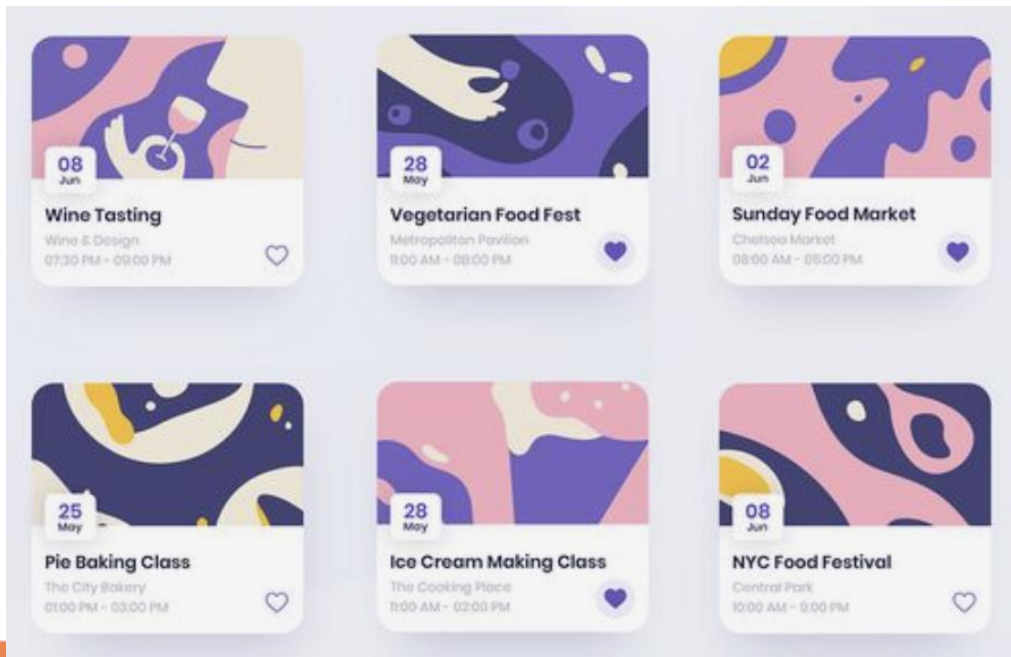 08
Jun
Wine Tasting
Wine & Design
07:30 PM - 09:00 PM
28
May
Vegetarian Food Fest
Metropolitan Pavilion
11:00 AM - 08:00 PM
02
Jun
Sunday Food Market
Chelsea Market
08:00 AM - 05:00 PM
25
May
Pie Baking Class
The City Bakery
01:00 PM - 03:00 PM
28
May
Ice Cream Making Class
The Cooking Place
11:00 AM - 02:00 PM
08
Jun
NYC Food Festival
Central Park
10:00 AM - 9:00 PM